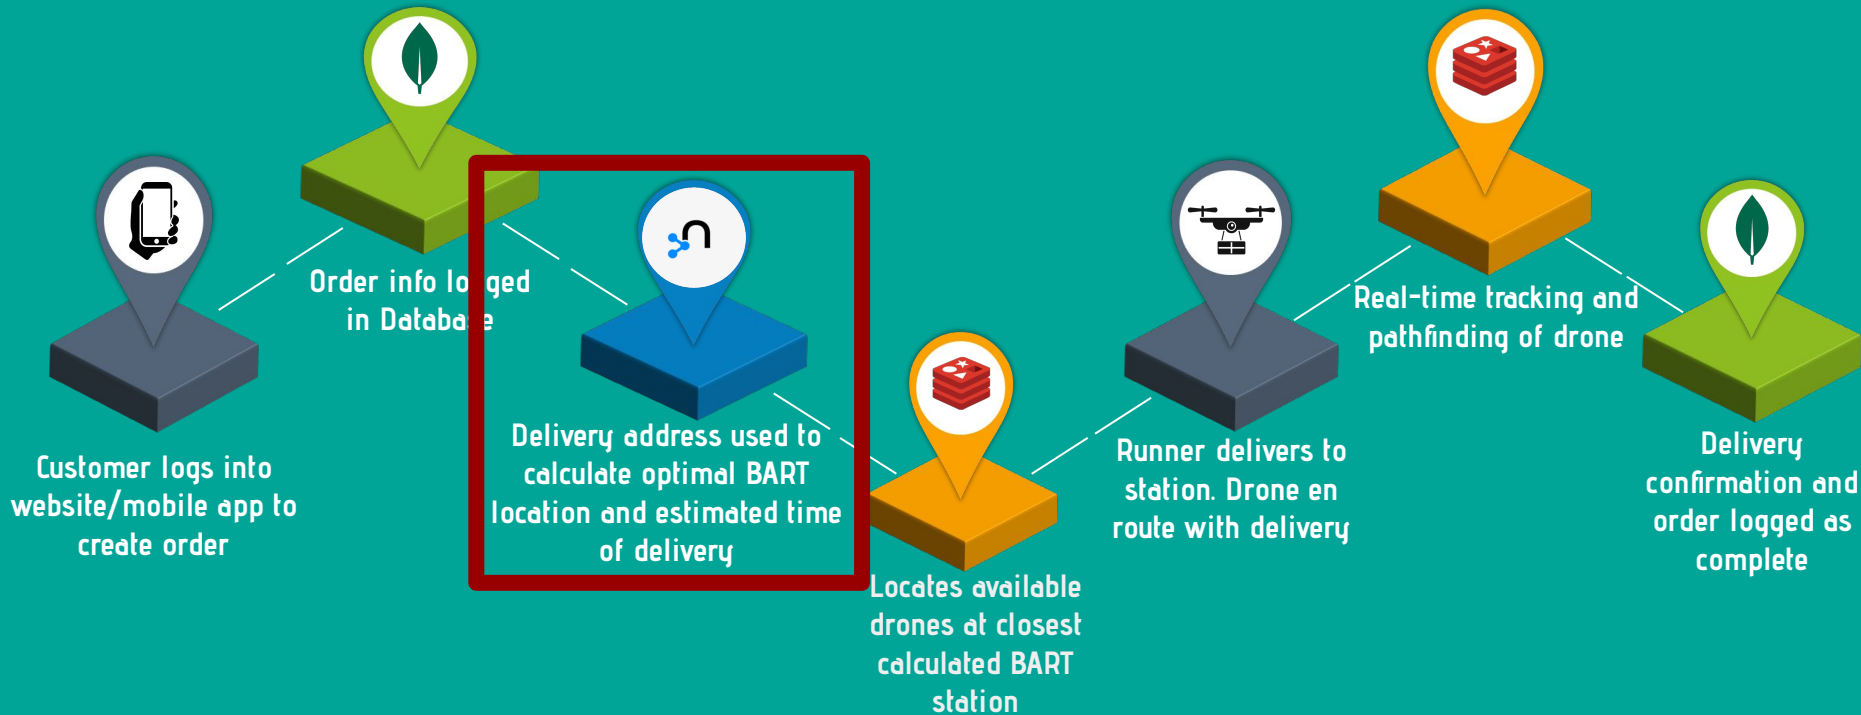 Customer logs into
website/mobile app to
create order
Order info logged
in Database
Delivery address used to
calculate optimal BART
location and estimated time
of delivery
Locates available
drones at closest
calculated BART
station
Runner delivers to
station. Drone en
route with delivery
Real-time tracking and
pathfinding of drone
Delivery
confirmation and
order logged as
complete